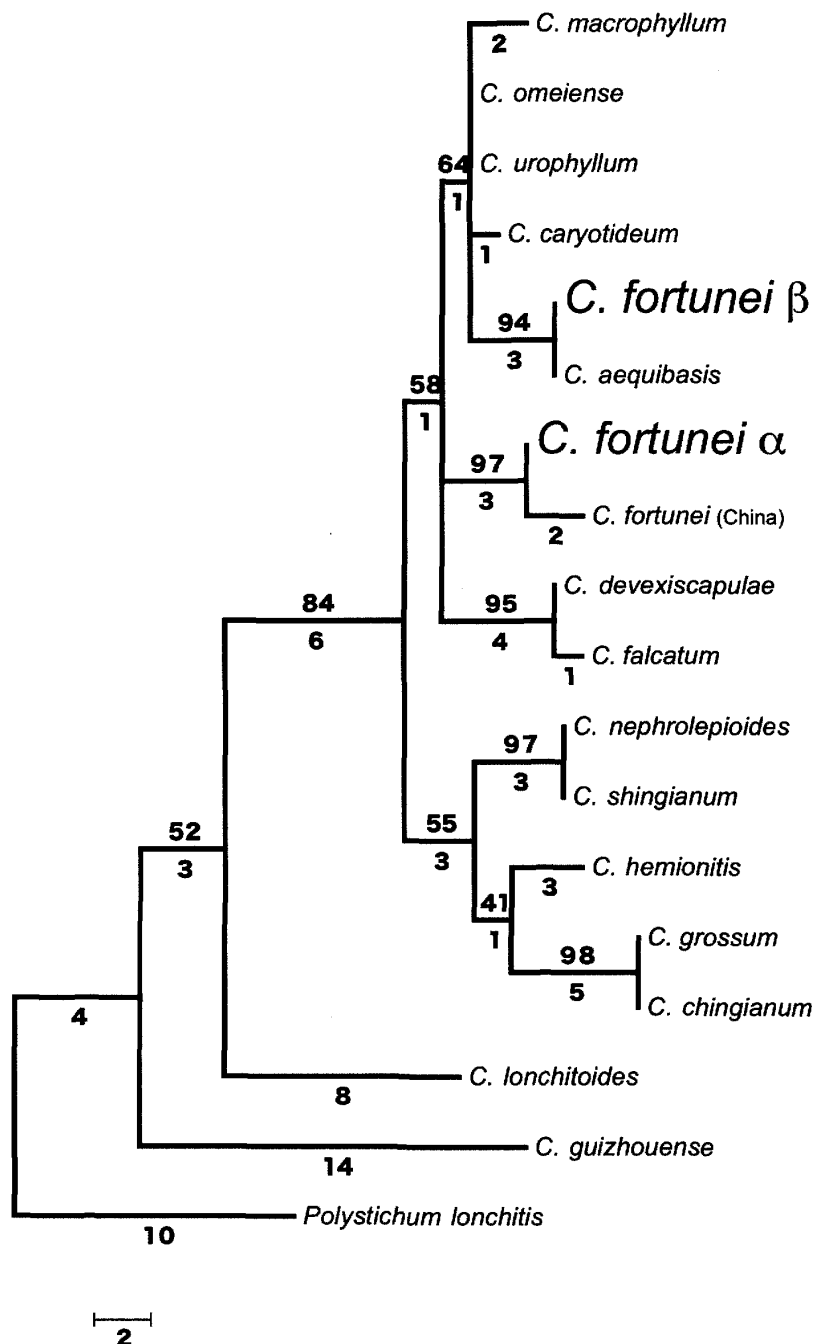 C. macrophyllum
2
C. omeiense
64
C. urophyllum
1
C. caryotideum
1
C. fortunei β
94
3
C. aequibasis
58
1
C. fortunei α
97
3
C. fortunei (China)
2
C. devexiscapulae
95
4
C. falcatum
1
84
6
C. nephrolepioides
97
3
C. shingianum
52
3
55
3
C. hemionitis
3
41
1
C. grossum
98
5
C. chingianum
4
C. lonchitoides
8
C. guizhouense
14
Polystichum lonchitis
10
2